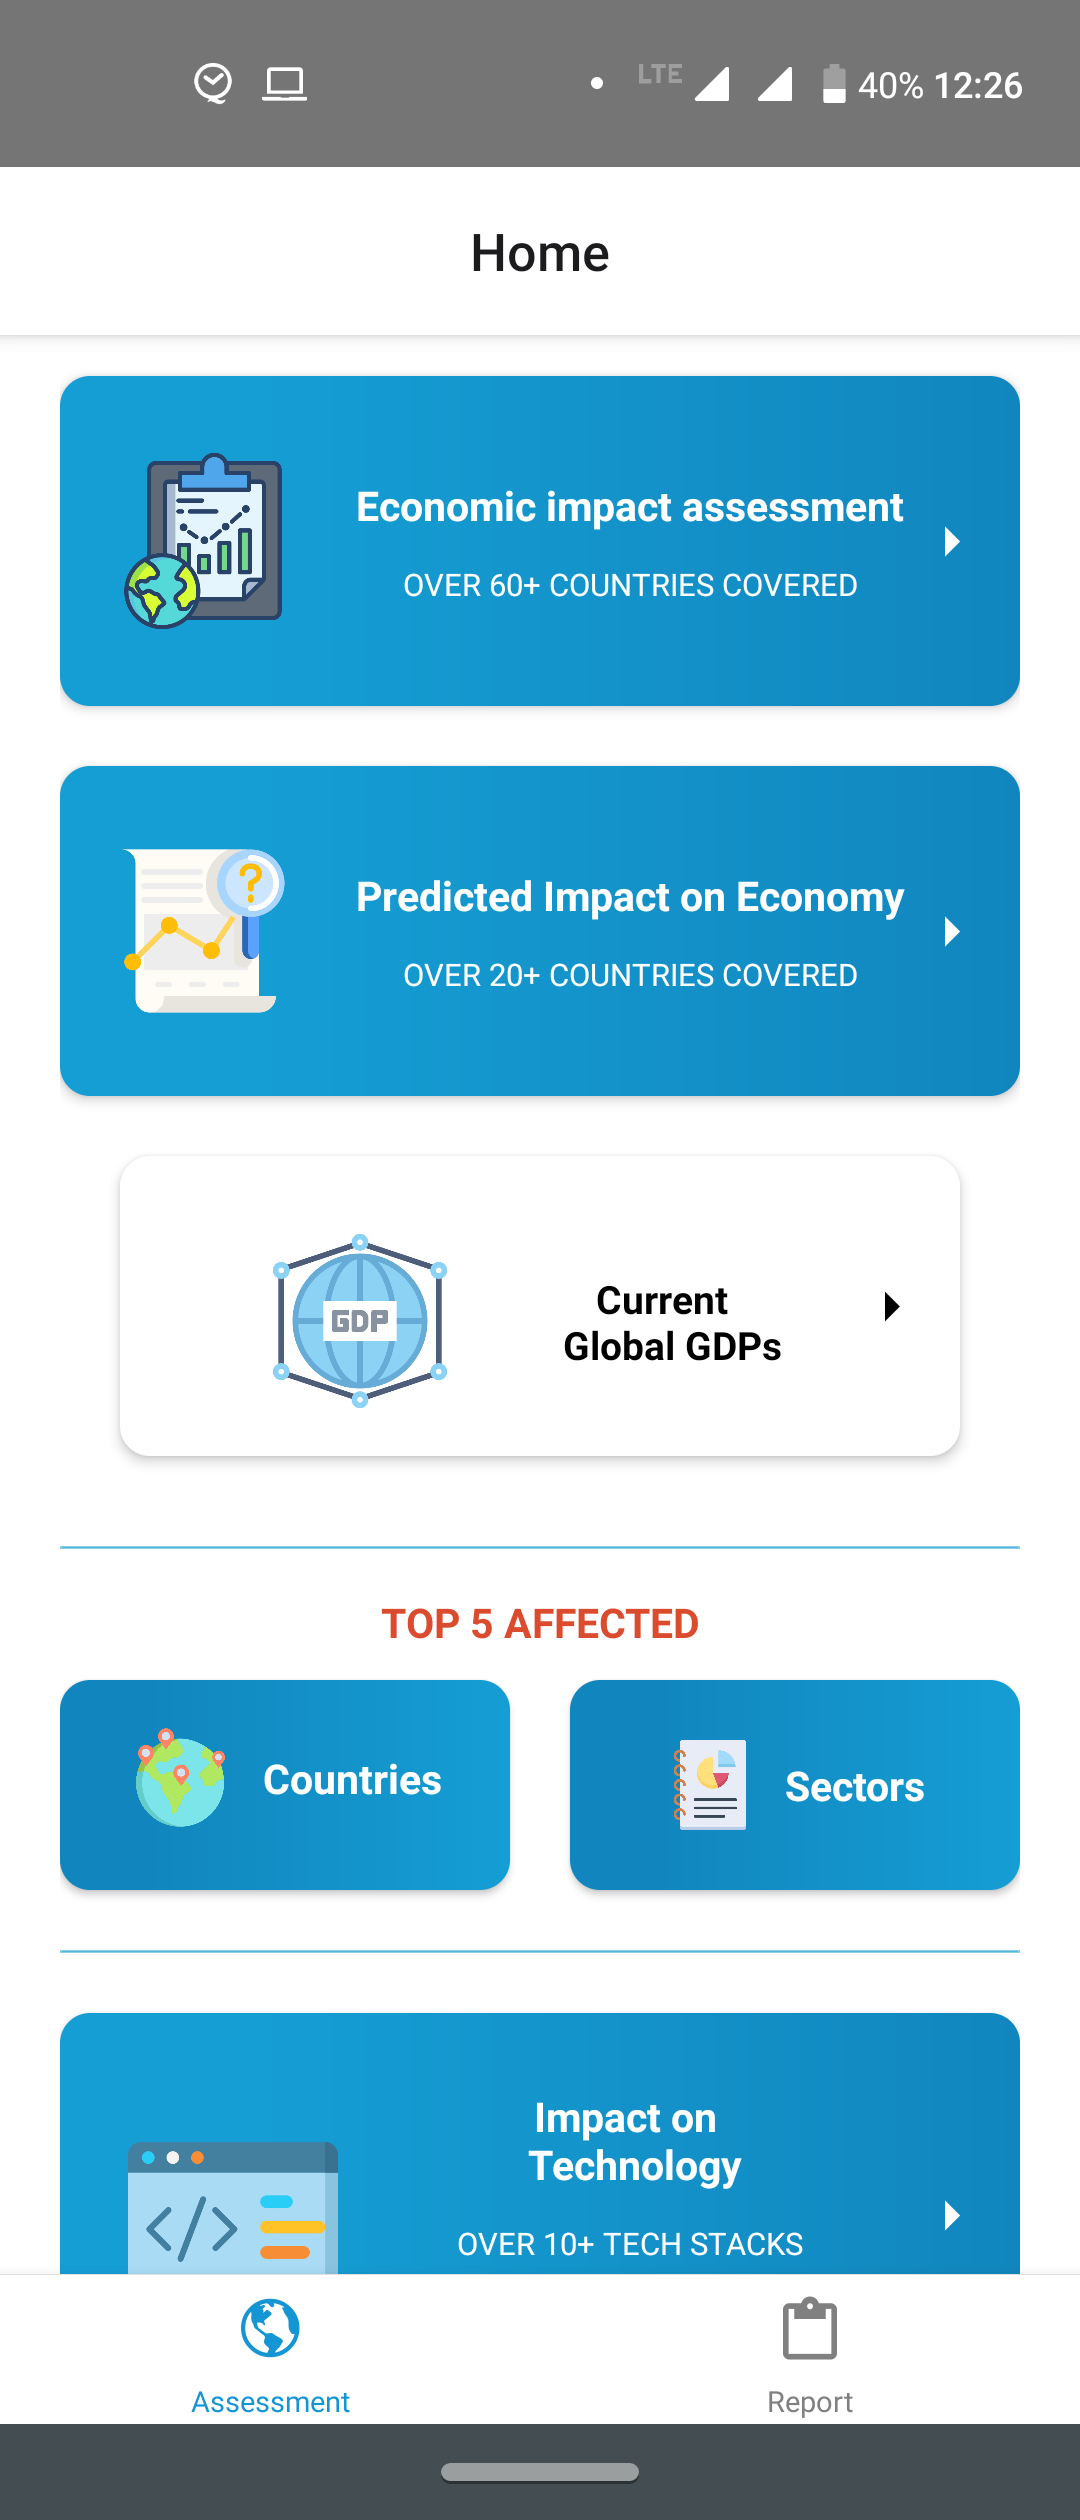 LTE 40% 12:26
Home
Economic impact assessment
OVER 60+ COUNTRIES COVERED
?
Predicted Impact on Economy
OVER 20+ COUNTRIES COVERED
GDP
Current
Global GDPs
TOP 5 AFFECTED
Countries
Sectors
Impact on
Technology
</>
OVER 10+ TECH STACKS
Assessment
Report